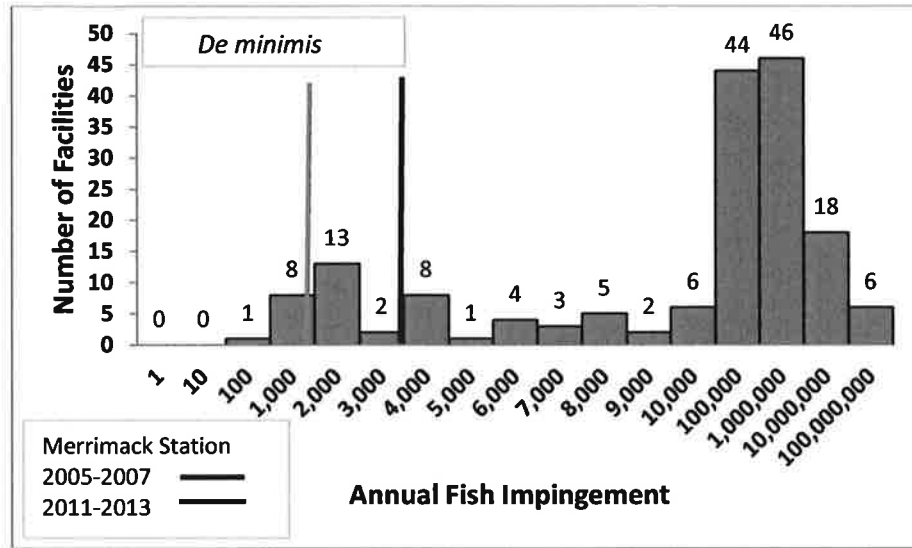 De minimis
50
45
40
35
30
25
20
15
10
5
0
Number of Facilities
0 0 1 8 13 2 8 1 4 3 5 2 6 44 46 18 6
1 10 100 1,000 2,000 3,000 4,000 5,000 6,000 7,000 8,000 9,000 10,000 100,000 1,000,000 10,000,000 100,000,000
Annual Fish Impingement
Merrimack Station
2005-2007
2011-2013